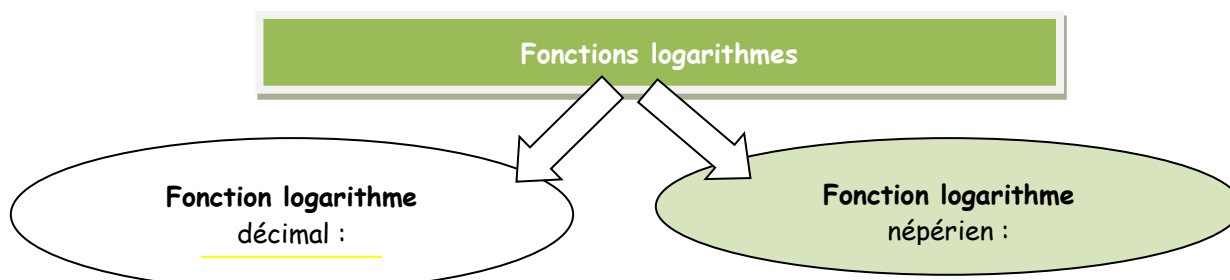 Fonctions logarithmes
Fonction logarithme
décimal :
Fonction logarithme
népérien :